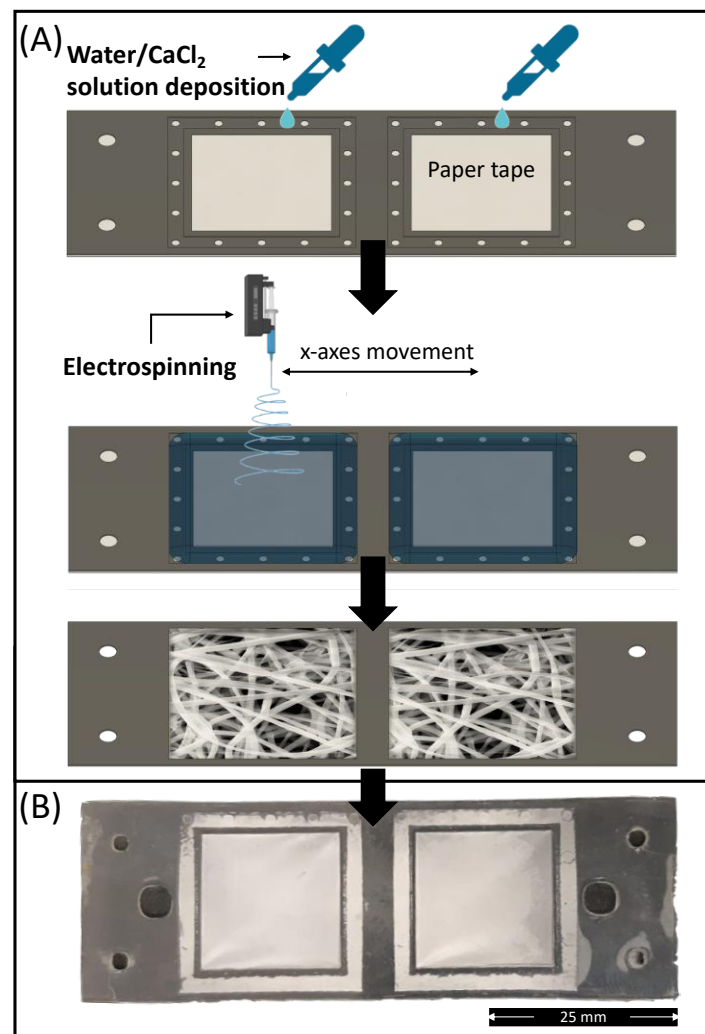 (A)
Water/CaCl₂
solution deposition
Paper tape
x-axes movement
Electrospinning
(B)
25 mm